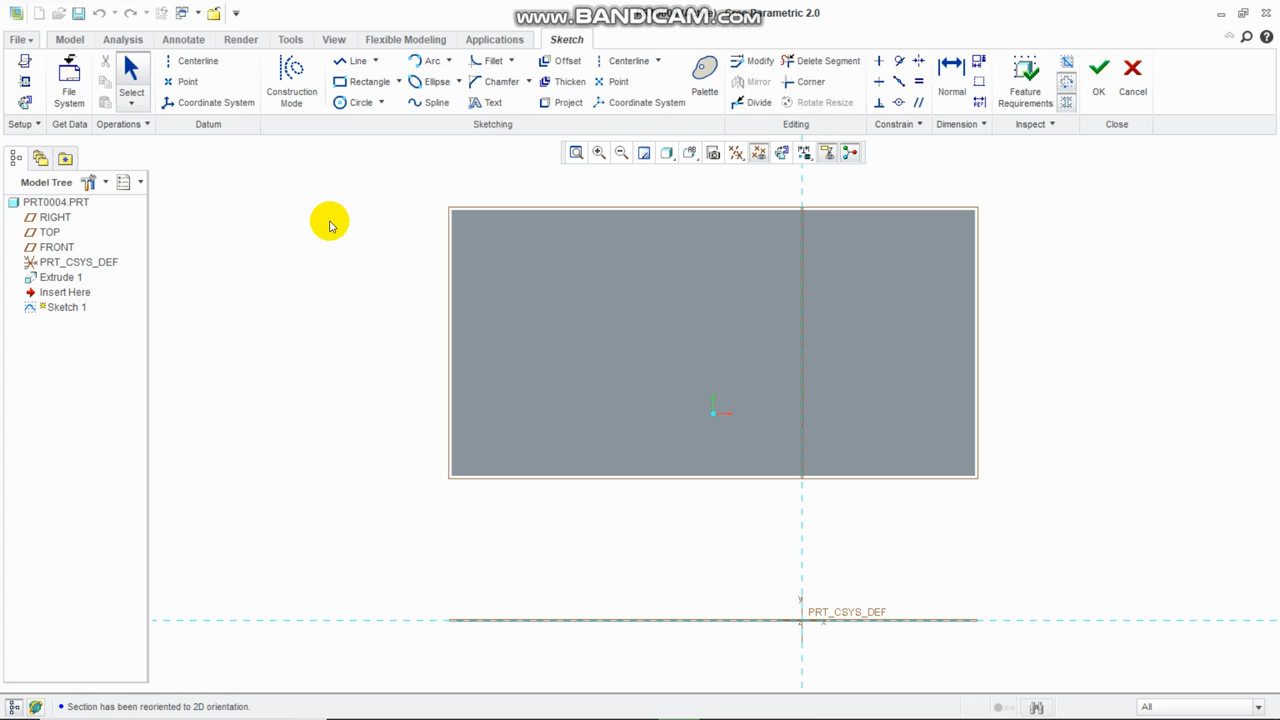 www.BANDICAM.com
Creo Parametric 2.0
File Model Analysis Annotate Render Tools View Flexible Modeling Applications Sketch
File System
Select
Centerline
Point
Coordinate System
Construction Mode
Line Arc Fillet Offset Centerline
Rectangle Ellipse Chamfer Thicken Point
Circle Spline Text Project Coordinate System
Palette
Modify Delete Segment
Mirror Corner
Divide Rotate Resize
Normal
Feature Requirements
OK Cancel
Setup Get Data Operations Datum Sketching Editing Constrain Dimension Inspect Close
Model Tree
PRT0004.PRT
RIGHT
TOP
FRONT
PRT_CSYS_DEF
Extrude 1
Insert Here
Sketch 1
y
PRT_CSYS_DEF
z x
Section has been reoriented to 2D orientation.
All